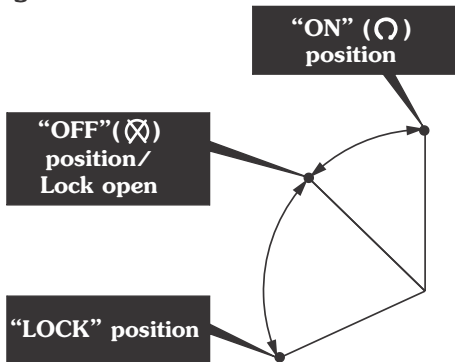 “ON” (Ω)
position
“OFF”(⊗)
position/
Lock open
“LOCK” position